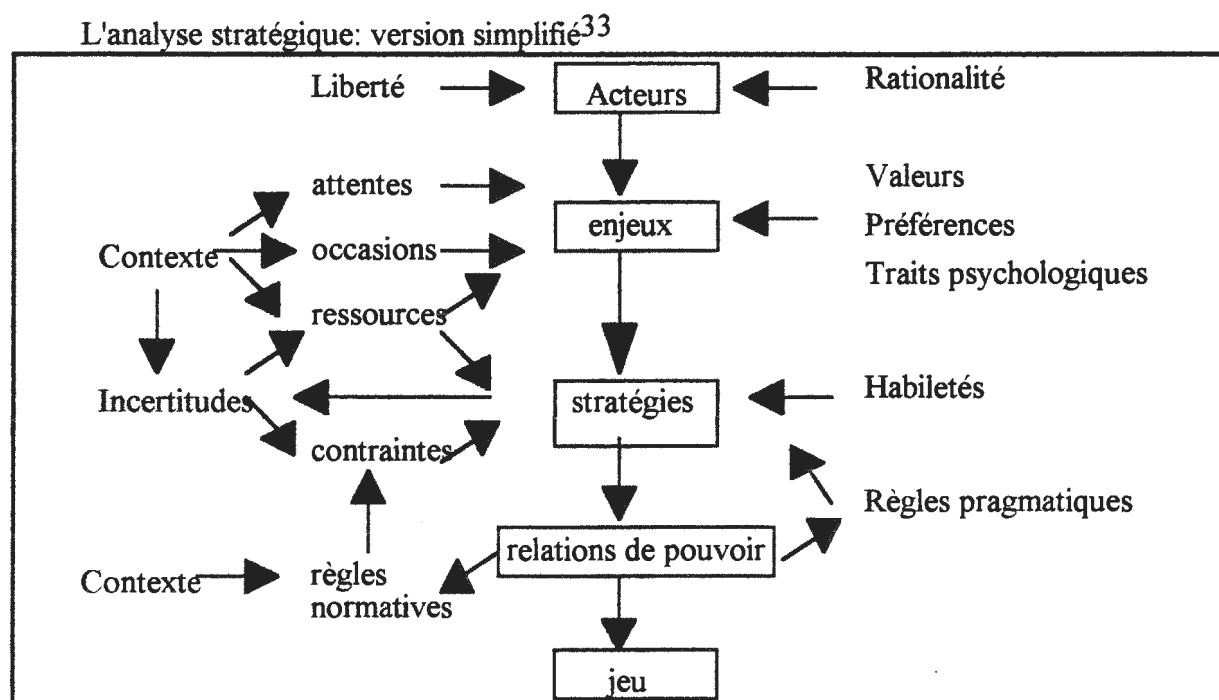 L'analyse stratégique: version simplifié33
Liberté
Acteurs
Rationalité
attentes
Valeurs
enjeux
Préférences
Contexte
occasions
Traits psychologiques
ressources
Incertitudes
stratégies
Habiletés
contraintes
Règles pragmatiques
relations de pouvoir
Contexte
règles
normatives
jeu